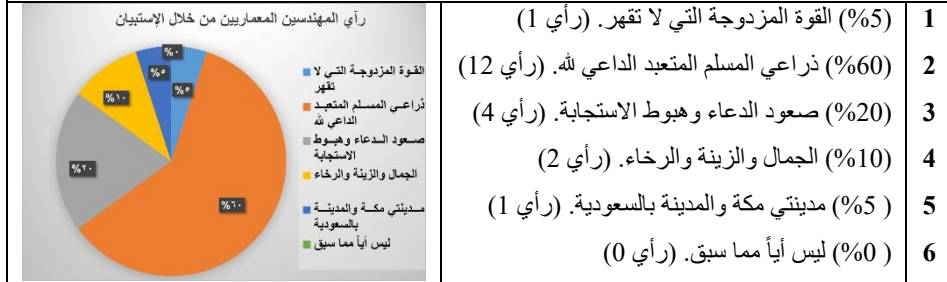 رأي المهندسين المعماريين من خلال الإستبيان
%٠
%٥
%٥
%١٠
%٢٠
%٦٠
القوة المزدوجة التي لا
تقهر
ذراعي المسلم المتعبد
الداعي لله
صعود الدعاء وهبوط
الاستجابة
الجمال والزينة والرخاء
مدينتي مكة والمدينة
بالسعودية
ليس أياً مما سبق
1 (%5) القوة المزدوجة التي لا تقهر. (رأي 1)
2 (%60) ذراعي المسلم المتعبد الداعي لله. (رأي 12)
3 (%20) صعود الدعاء وهبوط الاستجابة. (رأي 4)
4 (%10) الجمال والزينة والرخاء. (رأي 2)
5 ( %5) مدينتي مكة والمدينة بالسعودية. (رأي 1)
6 ( %0) ليس أياً مما سبق. (رأي 0)